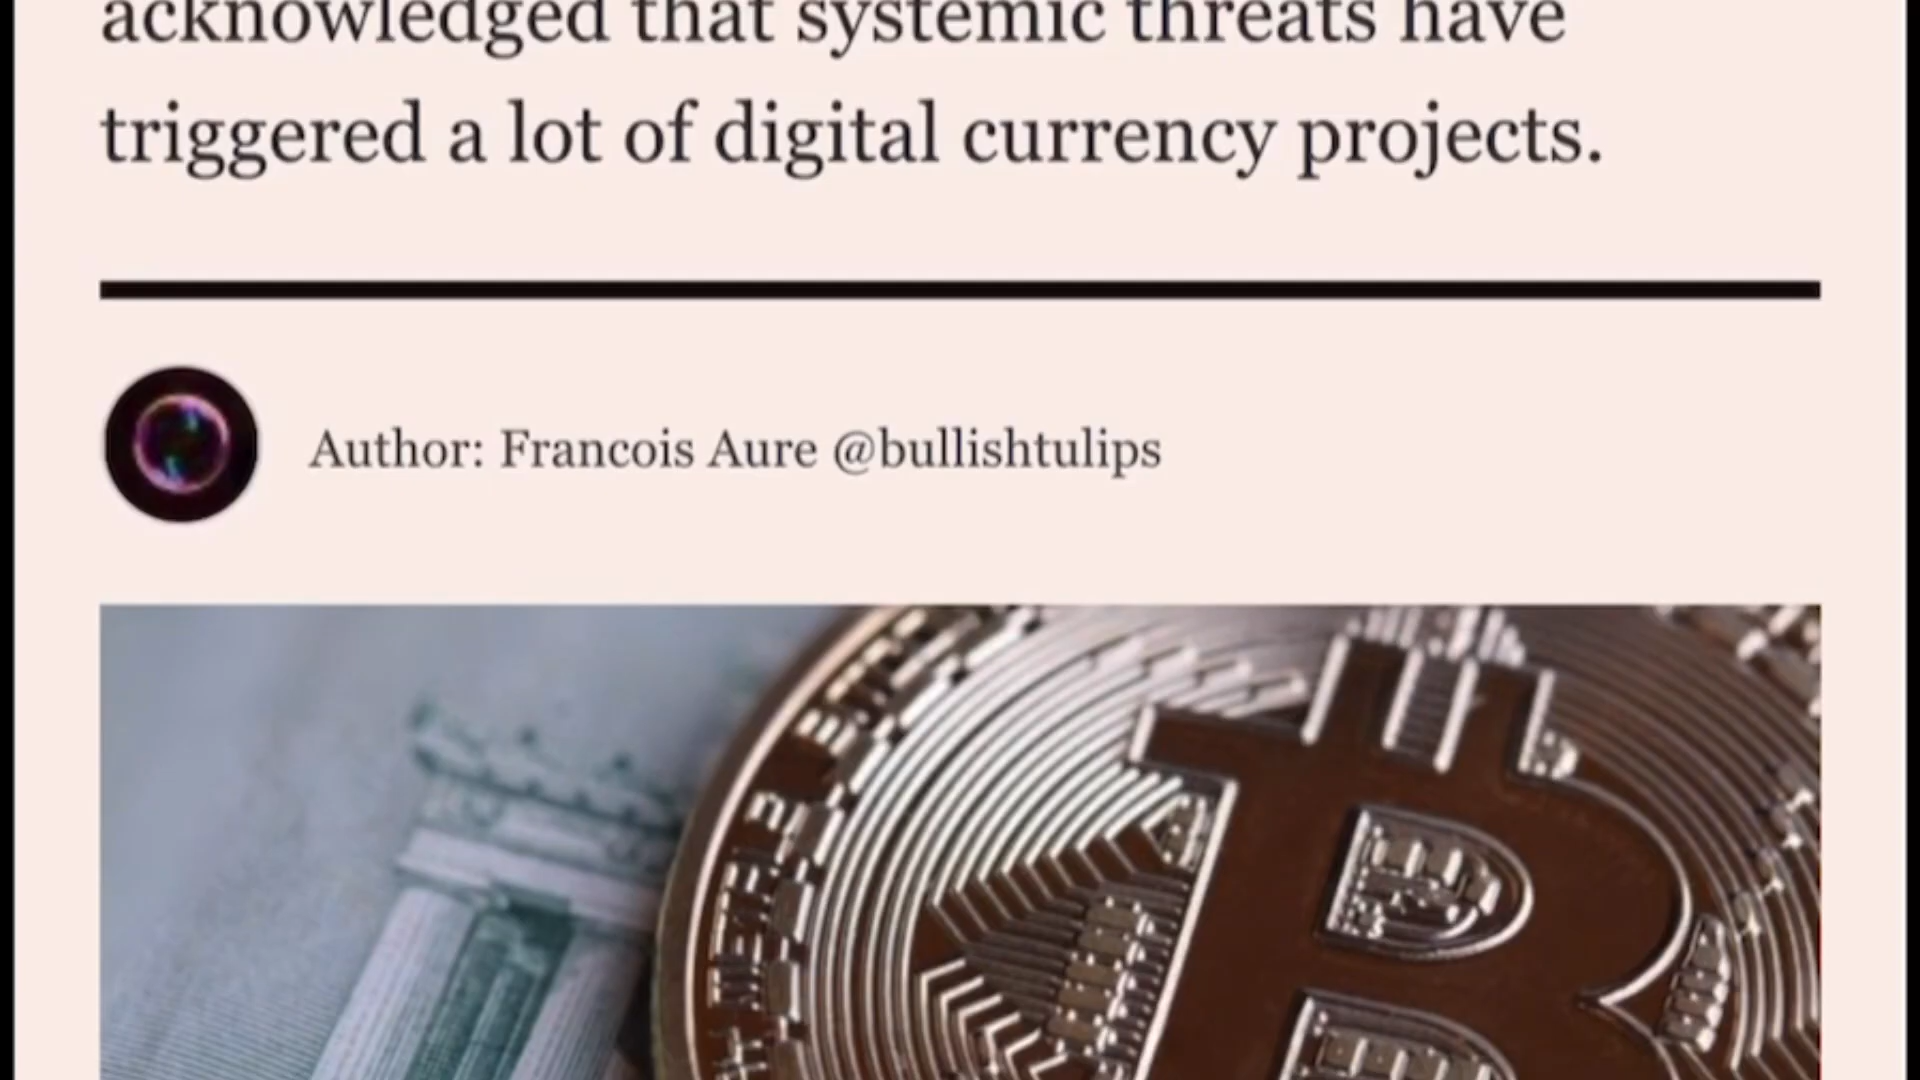 acknowledged that systemic threats have
triggered a lot of digital currency projects.
Author: Francois Aure @bullishtulips